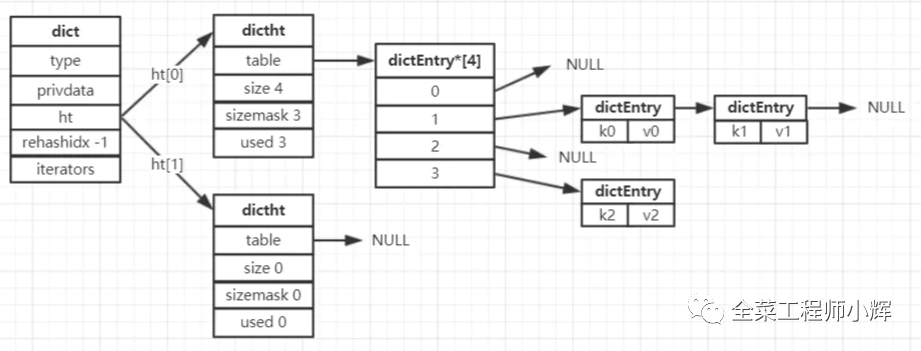 dict
type
privdata
ht
rehashidx -1
iterators
ht[0]
ht[1]
dictht
table
size 4
sizemask 3
used 3
dictht
table
size 0
sizemask 0
used 0
NULL
dictEntry*[4]
0
1
2
3
NULL
dictEntry
k0 v0
dictEntry
k1 v1
NULL
NULL
dictEntry
k2 v2
全菜工程师小辉